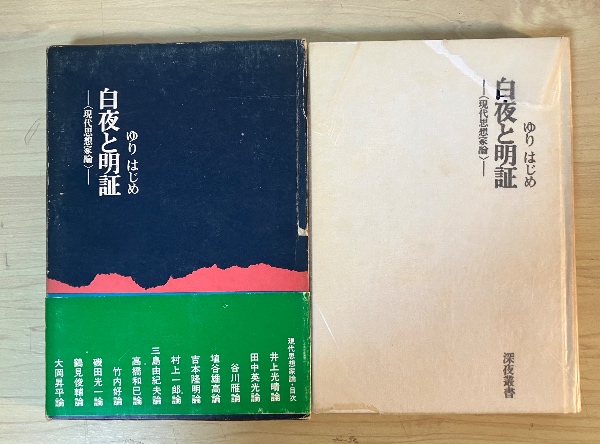 ゆり はじめ
白夜と明証
―〈現代思想家論〉―
現代思想家論・目次
井上光晴論
田中英光論
谷川雁論
埴谷雄高論
吉本隆明論
村上一郎論
三島由紀夫論
高橋和巳論
竹内好論
磯田光一論
鶴見俊輔論
大岡昇平論
ゆり はじめ
白夜と明証
―〈現代思想家論〉―
深夜叢書